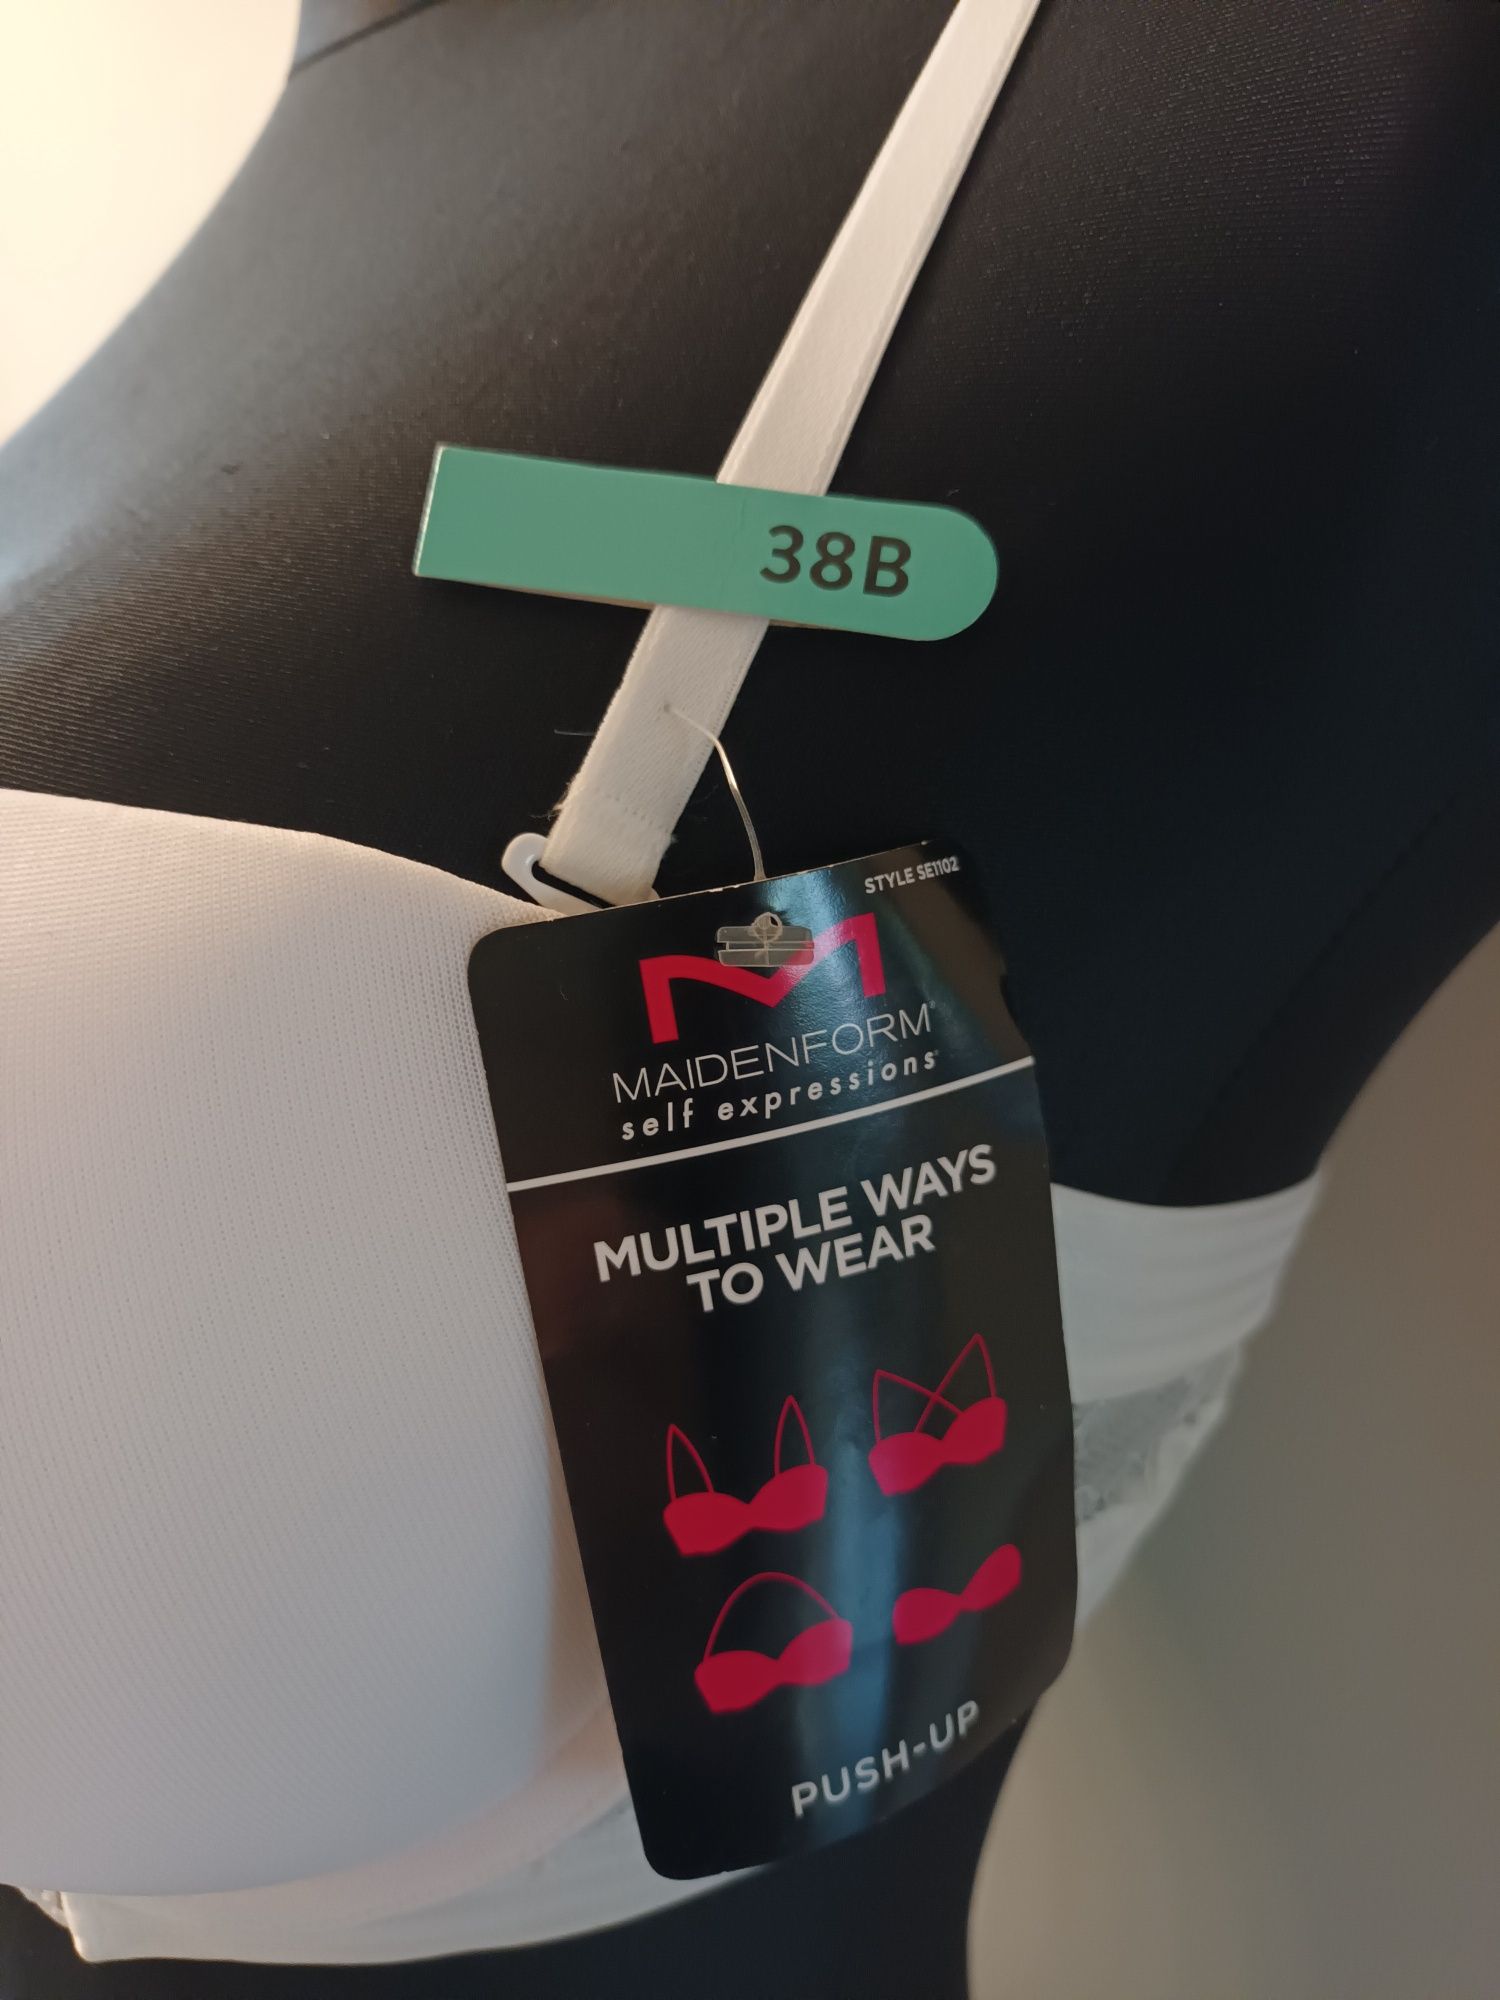 38B
STYLE SE1102
MAIDENFORM®
self expressions®
MULTIPLE WAYS
TO WEAR
PUSH-UP